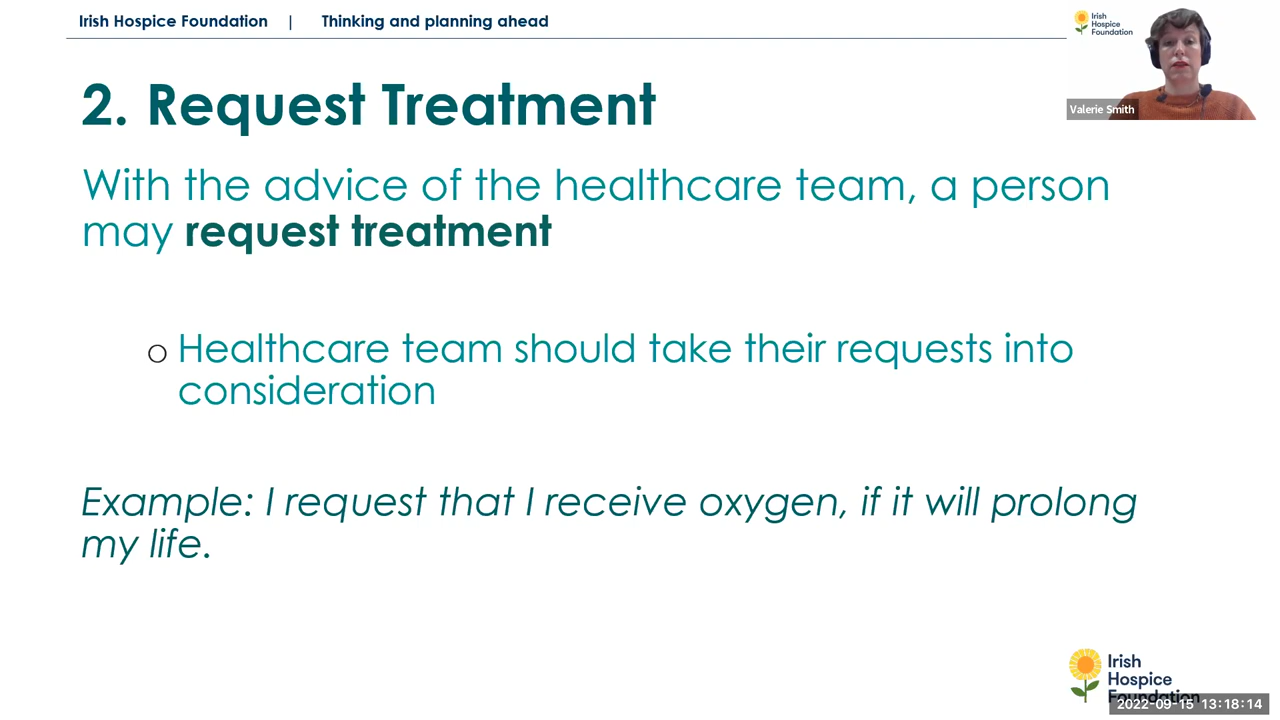 Irish Hospice Foundation | Thinking and planning ahead
Irish
Hospice
Foundation
Valerie Smith
2. Request Treatment
With the advice of the healthcare team, a person
may request treatment
o Healthcare team should take their requests into
consideration
Example: I request that I receive oxygen, if it will prolong
my life.
Irish
Hospice
Foundation
2022-09-15 13:18:14